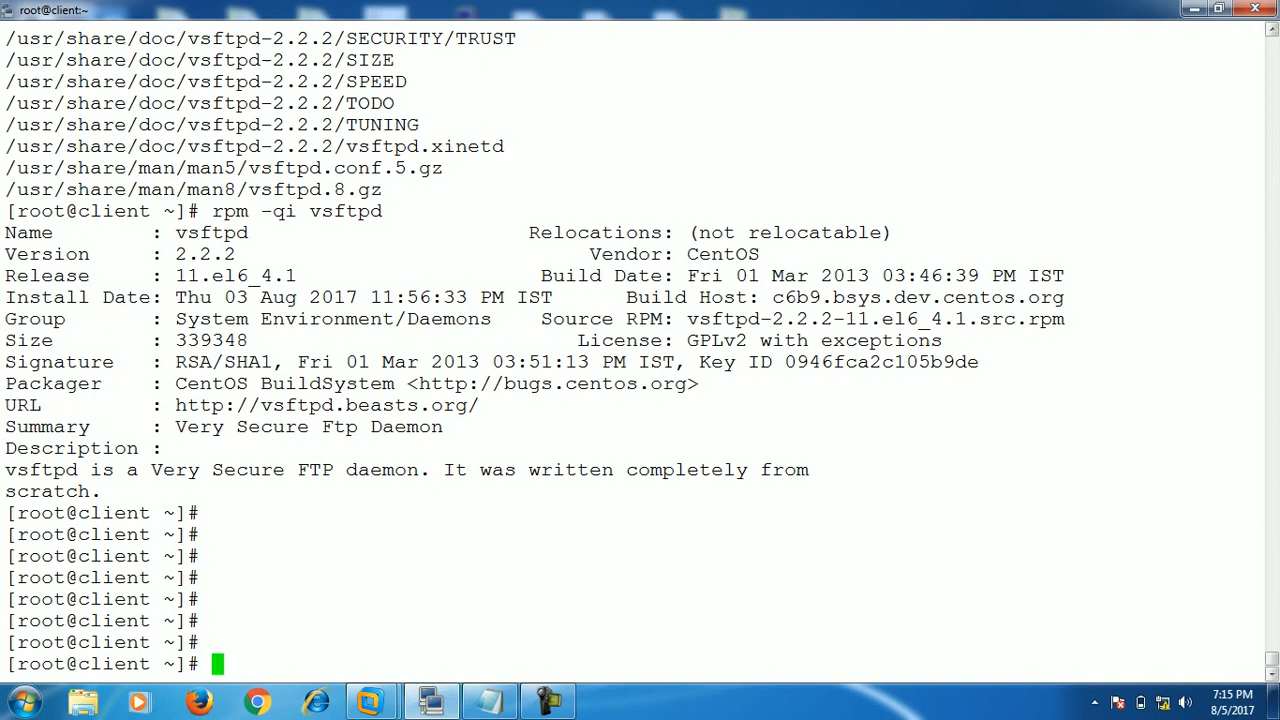 root@client:~
/usr/share/doc/vsftpd-2.2.2/SECURITY/TRUST
/usr/share/doc/vsftpd-2.2.2/SIZE
/usr/share/doc/vsftpd-2.2.2/SPEED
/usr/share/doc/vsftpd-2.2.2/TODO
/usr/share/doc/vsftpd-2.2.2/TUNING
/usr/share/doc/vsftpd-2.2.2/vsftpd.xinetd
/usr/share/man/man5/vsftpd.conf.5.gz
/usr/share/man/man8/vsftpd.8.gz
[root@client ~]# rpm -qi vsftpd
Name        : vsftpd                       Relocations: (not relocatable)
Version     : 2.2.2                             Vendor: CentOS
Release     : 11.el6_4.1                    Build Date: Fri 01 Mar 2013 03:46:39 PM IST
Install Date: Thu 03 Aug 2017 11:56:33 PM IST      Build Host: c6b9.bsys.dev.centos.org
Group       : System Environment/Daemons    Source RPM: vsftpd-2.2.2-11.el6_4.1.src.rpm
Size        : 339348                           License: GPLv2 with exceptions
Signature   : RSA/SHA1, Fri 01 Mar 2013 03:51:13 PM IST, Key ID 0946fca2c105b9de
Packager    : CentOS BuildSystem <http://bugs.centos.org>
URL         : http://vsftpd.beasts.org/
Summary     : Very Secure Ftp Daemon
Description :
vsftpd is a Very Secure FTP daemon. It was written completely from
scratch.
[root@client ~]#
[root@client ~]#
[root@client ~]#
[root@client ~]#
[root@client ~]#
[root@client ~]#
[root@client ~]#
[root@client ~]#
7:15 PM
8/5/2017